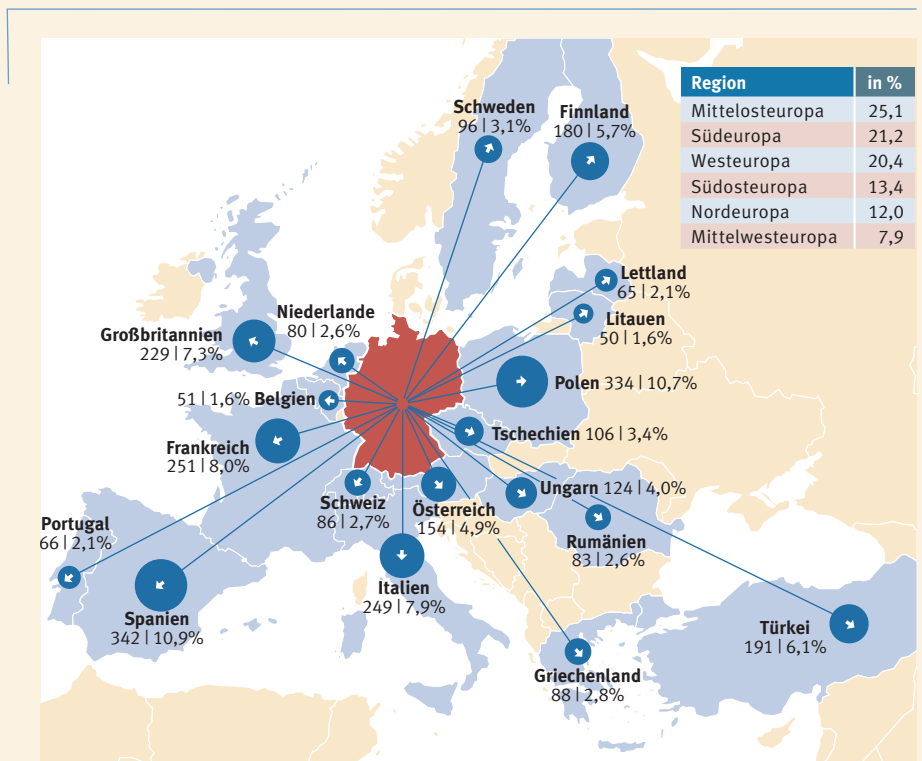 Region in %
Mittelosteuropa 25,1
Südeuropa 21,2
Westeuropa 20,4
Südosteuropa 13,4
Nordeuropa 12,0
Mittelwesteuropa 7,9
Schweden
96 | 3,1%
Finnland
180 | 5,7%
Lettland
65 | 2,1%
Litauen
50 | 1,6%
Niederlande
80 | 2,6%
Großbritannien
229 | 7,3%
51 | 1,6% Belgien
Polen 334 | 10,7%
Tschechien 106 | 3,4%
Frankreich
251 | 8,0%
Schweiz
86 | 2,7%
Österreich
154 | 4,9%
Ungarn 124 | 4,0%
Rumänien
83 | 2,6%
Portugal
66 | 2,1%
Spanien
342 | 10,9%
Italien
249 | 7,9%
Türkei
191 | 6,1%
Griechenland
88 | 2,8%